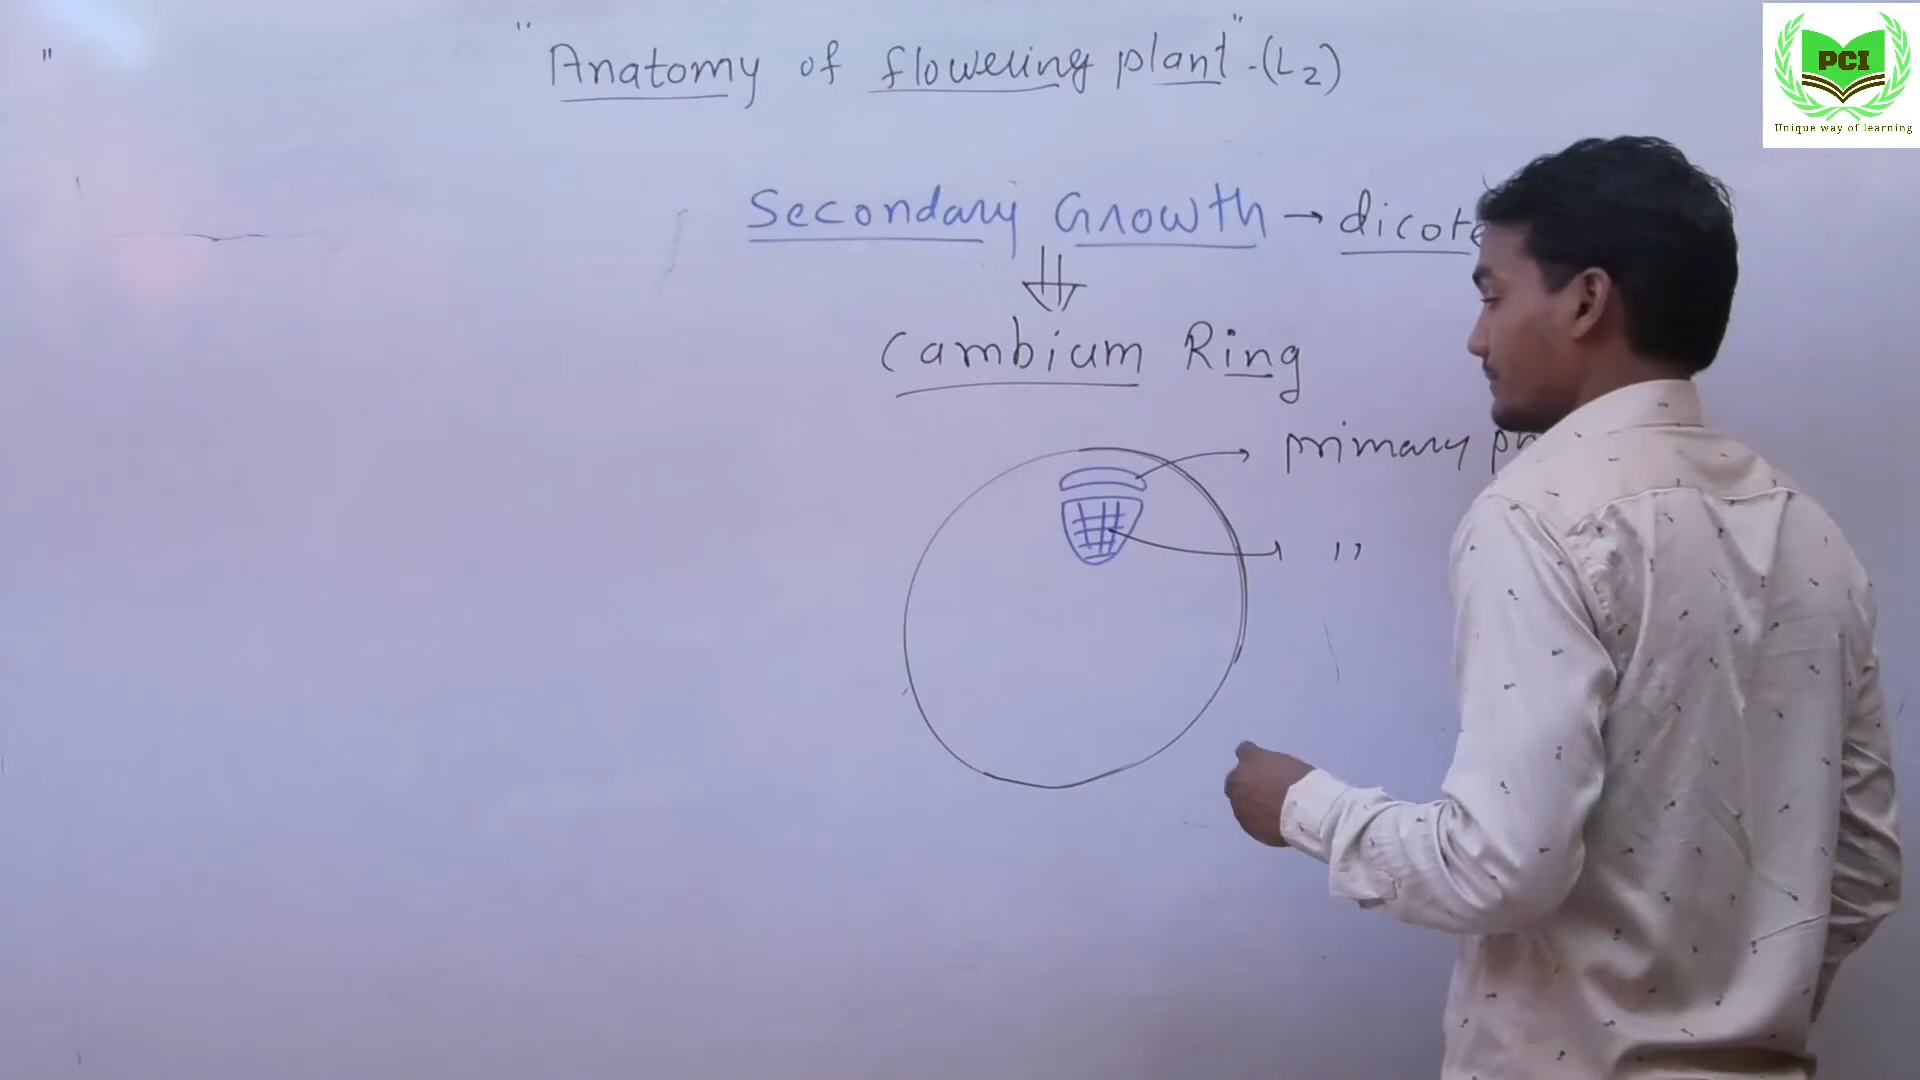 "Anatomy of flowering plant" - (L2)
PCI
Unique way of learning
Secondary Growth → dicot
⇓
Cambium Ring
primary
"